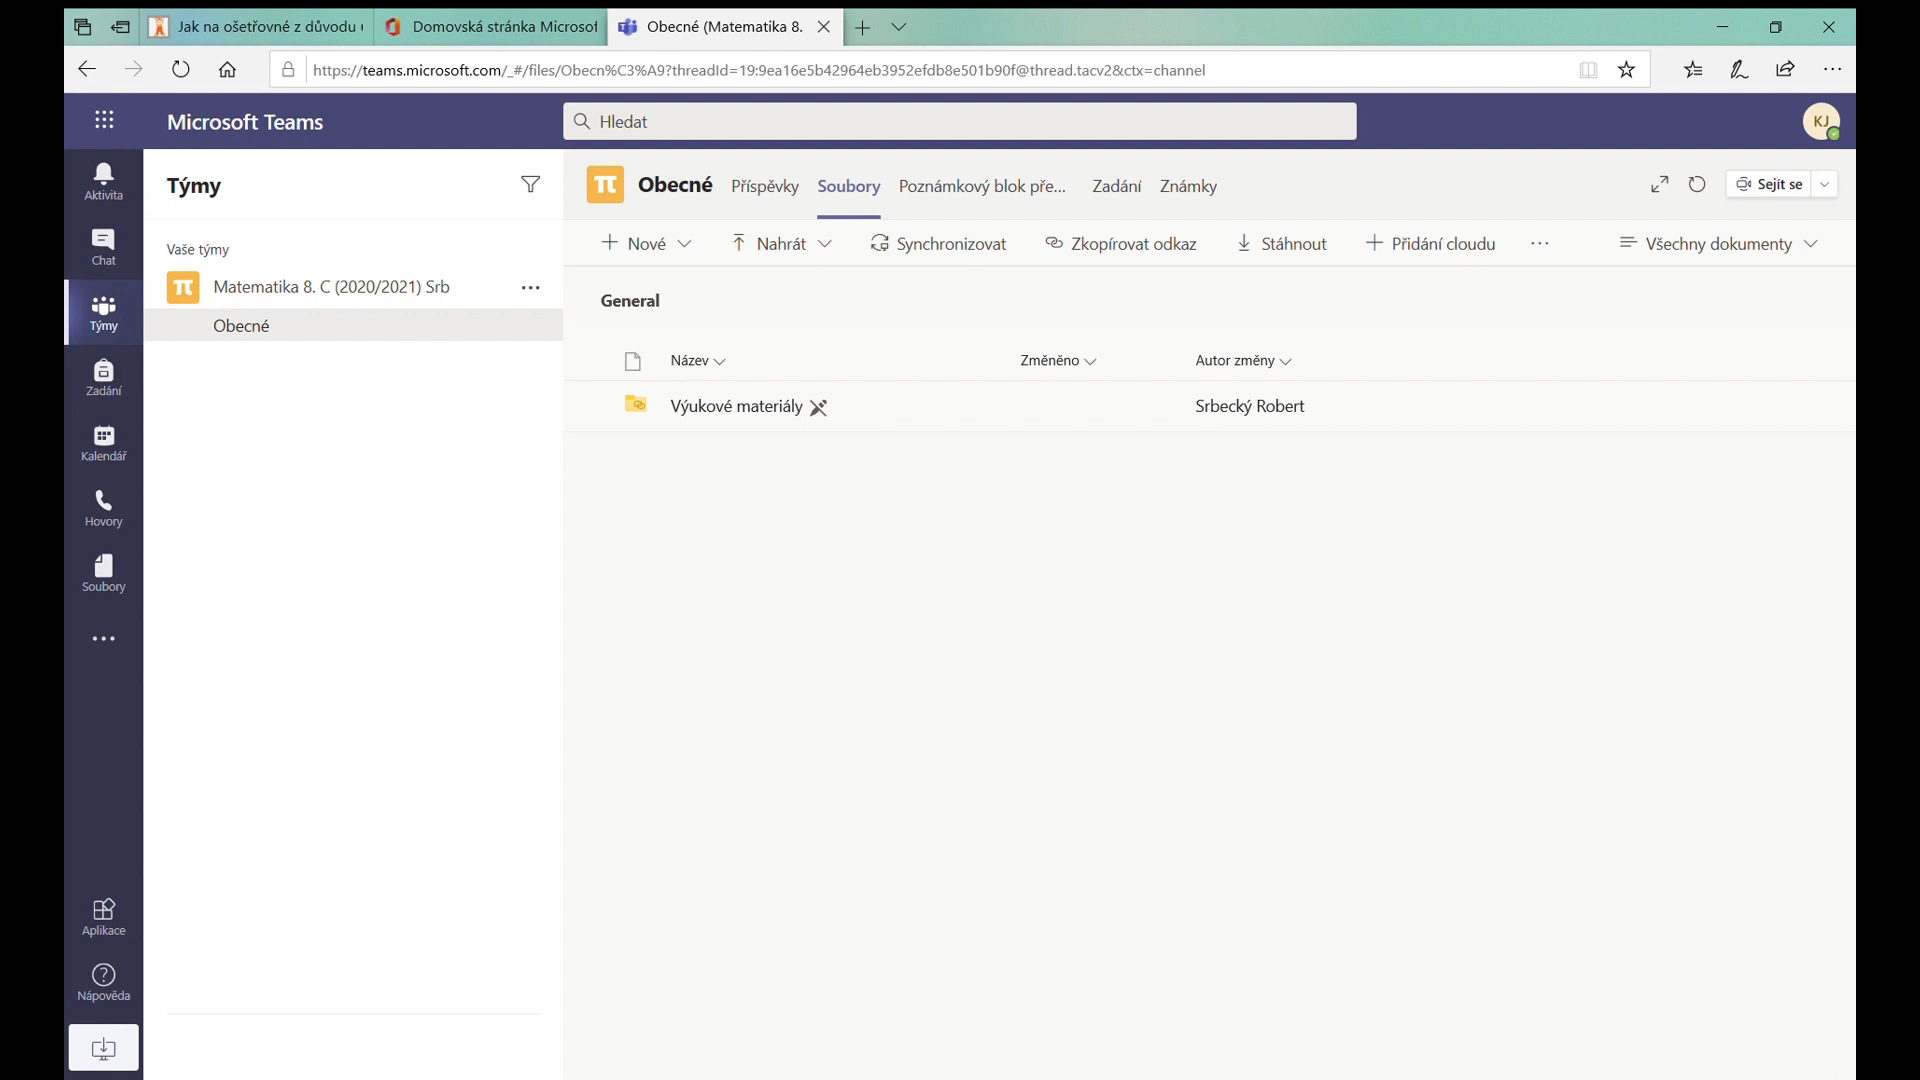 Jak na ošetřovné z důvodu
Domovská stránka Microsof
Obecné (Matematika 8.
https://teams.microsoft.com/_#/files/Obecn%C3%A9?threadId=19:9ea16e5b42964eb3952efdb8e501b90f@thread.tacv2&ctx=channel
Microsoft Teams
Hledat
KJ
Aktivita
Chat
Týmy
Zadání
Kalendář
Hovory
Soubory
Aplikace
Nápověda
Týmy
Vaše týmy
π Matematika 8. C (2020/2021) Srb
Obecné
π Obecné Příspěvky Soubory Poznámkový blok pře... Zadání Známky
Sejít se
Nové Nahrát Synchronizovat Zkopírovat odkaz Stáhnout Přidání cloudu Všechny dokumenty
General
Název Změněno Autor změny
Výukové materiály Srbecký Robert